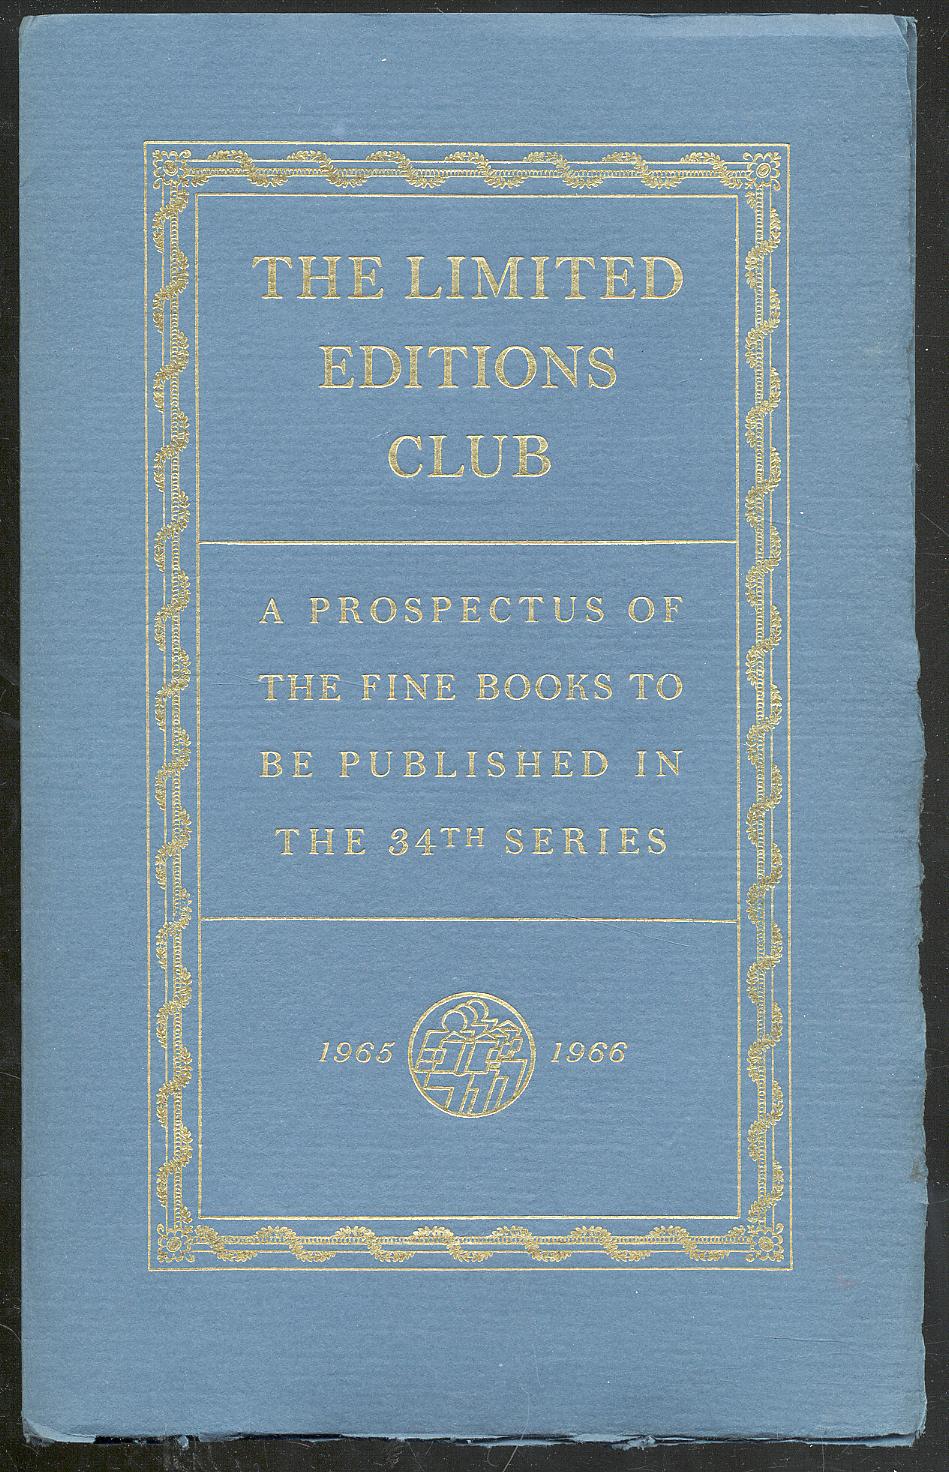 THE LIMITED
EDITIONS
CLUB
A PROSPECTUS OF
THE FINE BOOKS TO
BE PUBLISHED IN
THE 34TH SERIES
1965 1966